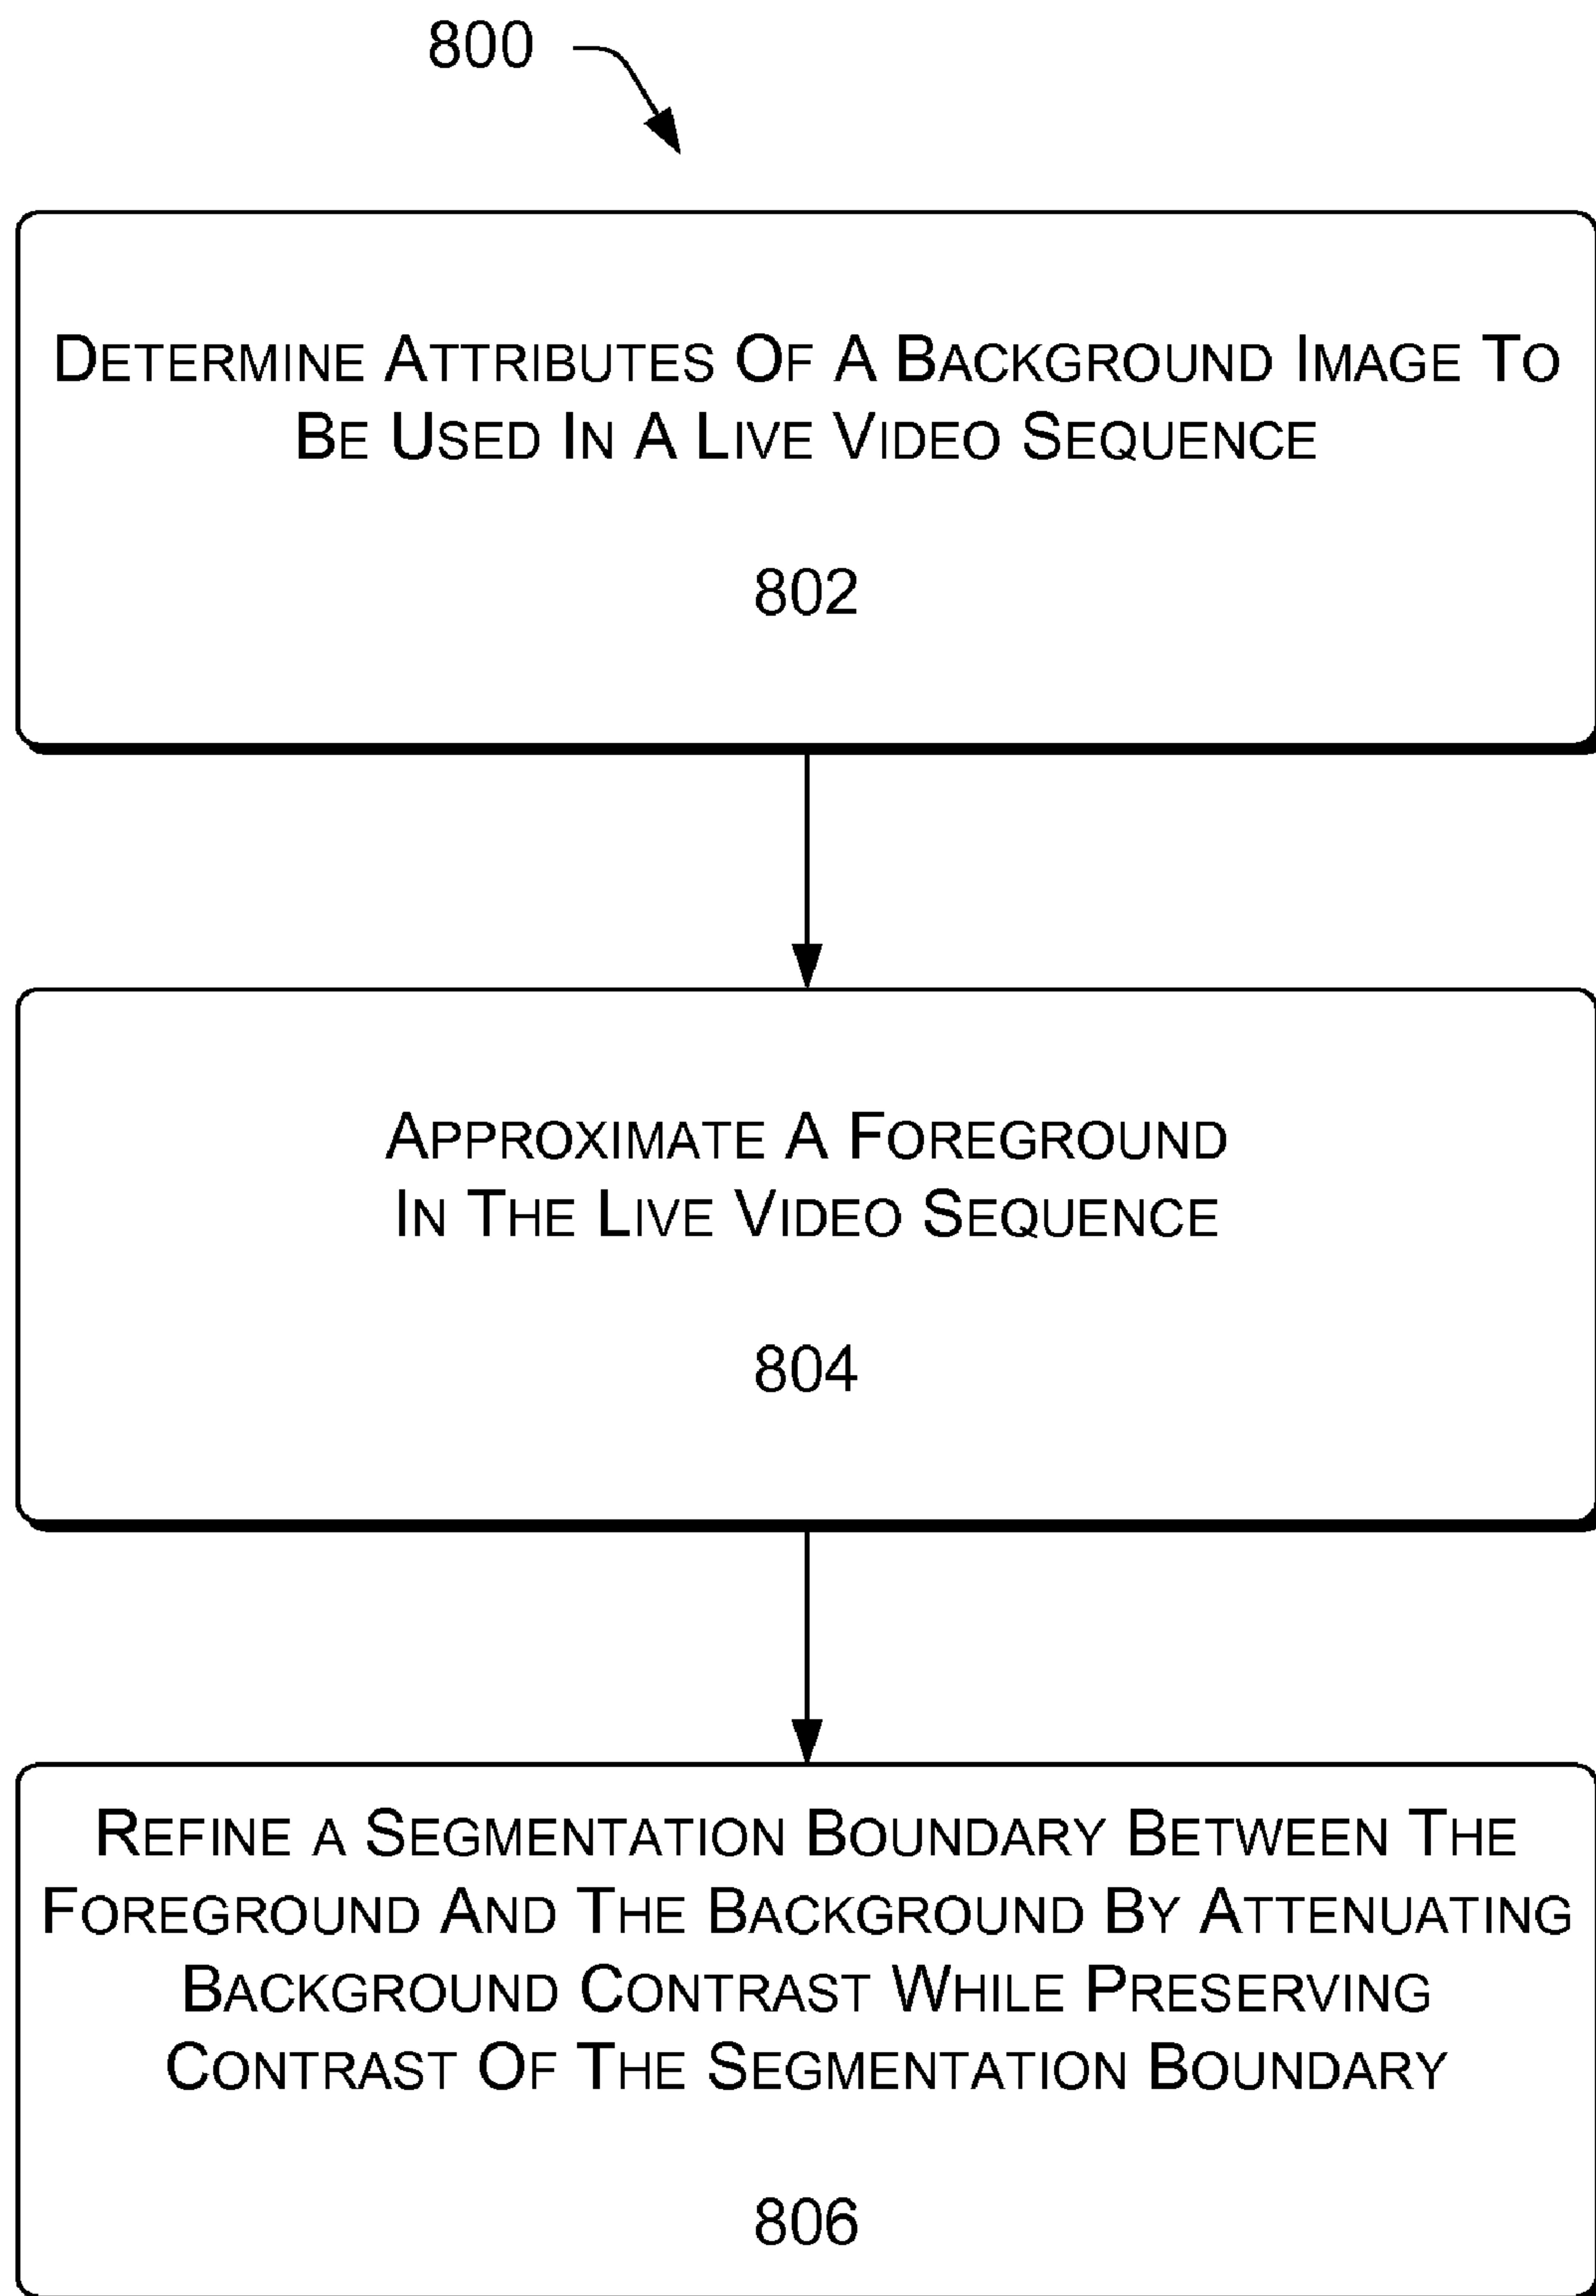 800
DETERMINE ATTRIBUTES OF A BACKGROUND IMAGE TO
BE USED IN A LIVE VIDEO SEQUENCE
802
APPROXIMATE A FOREGROUND
IN THE LIVE VIDEO SEQUENCE
804
REFINE A SEGMENTATION BOUNDARY BETWEEN THE
FOREGROUND AND THE BACKGROUND BY ATTENUATING
BACKGROUND CONTRAST WHILE PRESERVING
CONTRAST OF THE SEGMENTATION BOUNDARY
806